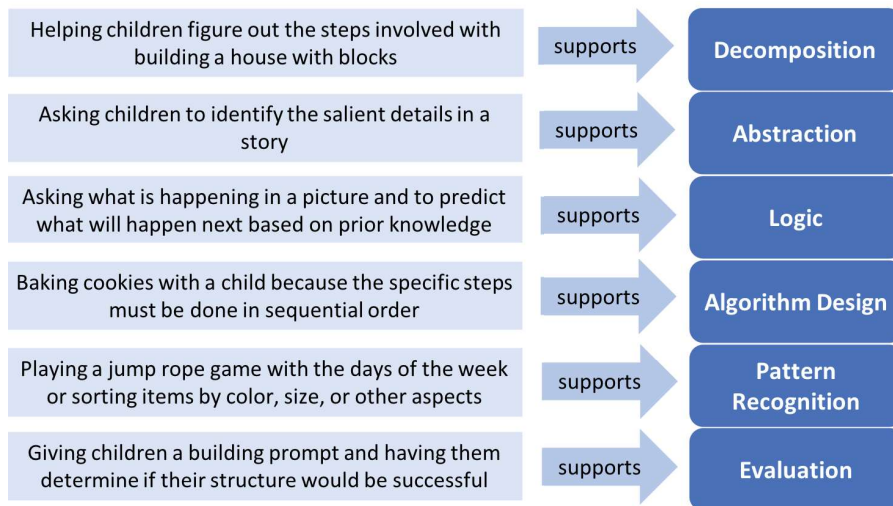 Helping children figure out the steps involved with
building a house with blocks
supports
Decomposition
Asking children to identify the salient details in a
story
supports
Abstraction
Asking what is happening in a picture and to predict
what will happen next based on prior knowledge
supports
Logic
Baking cookies with a child because the specific steps
must be done in sequential order
supports
Algorithm Design
Playing a jump rope game with the days of the week
or sorting items by color, size, or other aspects
supports
Pattern
Recognition
Giving children a building prompt and having them
determine if their structure would be successful
supports
Evaluation